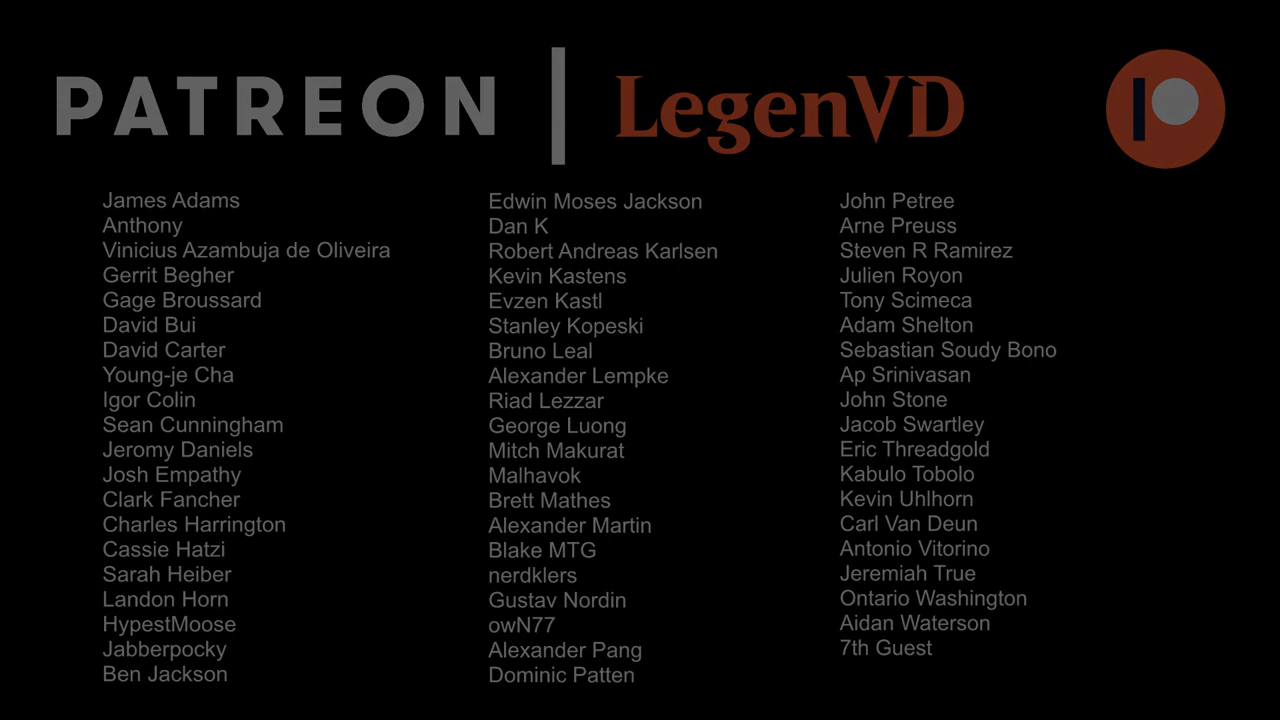 PATREON | LegenVD
James Adams
Anthony
Vinicius Azambuja de Oliveira
Gerrit Begher
Gage Broussard
David Bui
David Carter
Young-je Cha
Igor Colin
Sean Cunningham
Jeromy Daniels
Josh Empathy
Clark Fancher
Charles Harrington
Cassie Hatzi
Sarah Heiber
Landon Horn
HypestMoose
Jabberpocky
Ben Jackson
Edwin Moses Jackson
Dan K
Robert Andreas Karlsen
Kevin Kastens
Evzen Kastl
Stanley Kopeski
Bruno Leal
Alexander Lempke
Riad Lezzar
George Luong
Mitch Makurat
Malhavok
Brett Mathes
Alexander Martin
Blake MTG
nerdklers
Gustav Nordin
owN77
Alexander Pang
Dominic Patten
John Petree
Arne Preuss
Steven R Ramirez
Julien Royon
Tony Scimeca
Adam Shelton
Sebastian Soudy Bono
Ap Srinivasan
John Stone
Jacob Swartley
Eric Threadgold
Kabulo Tobolo
Kevin Uhlhorn
Carl Van Deun
Antonio Vitorino
Jeremiah True
Ontario Washington
Aidan Waterson
7th Guest